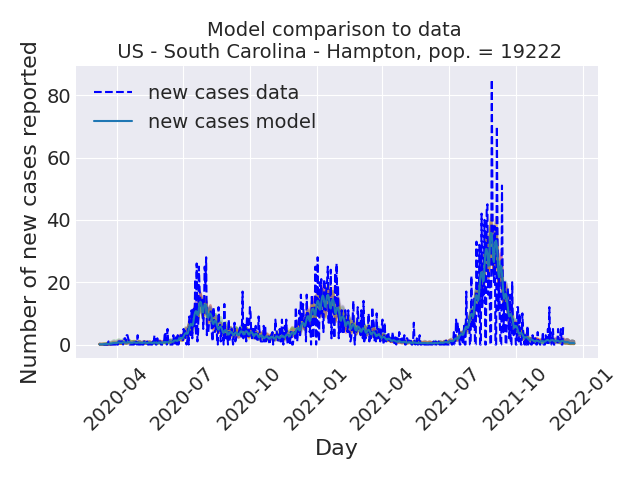 Model comparison to data
US - South Carolina - Hampton, pop. = 19222
new cases data
new cases model
Number of new cases reported
80
60
40
20
0
2020-04
2020-07
2020-10
2021-01
2021-04
2021-07
2021-10
2022-01
Day